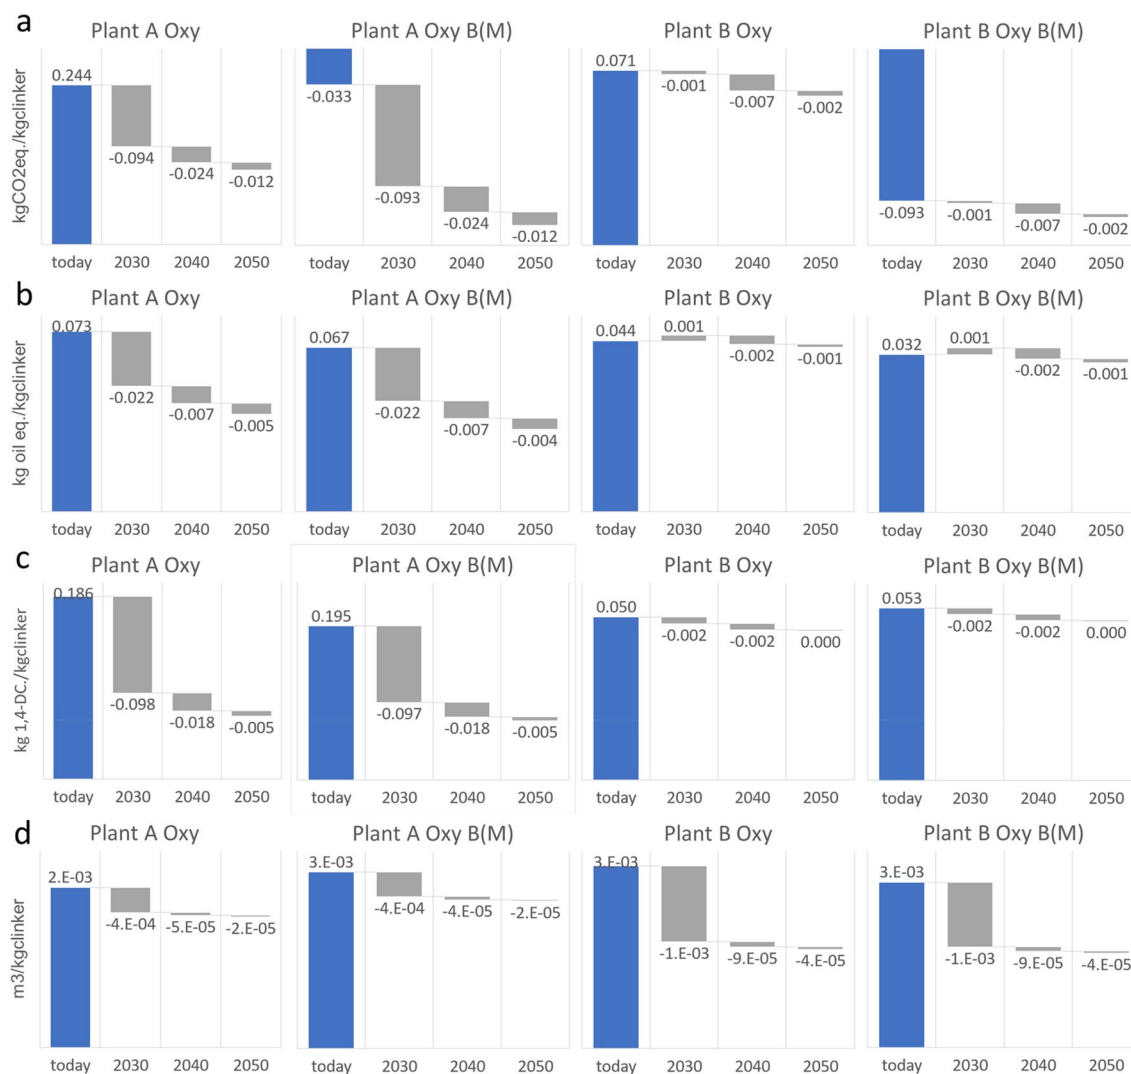 a
Plant A Oxy
Plant A Oxy B(M)
Plant B Oxy
Plant B Oxy B(M)
kgCO2eq./kgclinker
0.244
-0.094
-0.024
-0.012
-0.033
-0.093
-0.024
-0.012
0.071
-0.001
-0.007
-0.002
-0.093
-0.001
-0.007
-0.002
today 2030 2040 2050
today 2030 2040 2050
today 2030 2040 2050
today 2030 2040 2050
b
Plant A Oxy
Plant A Oxy B(M)
Plant B Oxy
Plant B Oxy B(M)
kg oil eq./kgclinker
0.073
-0.022
-0.007
-0.005
0.067
-0.022
-0.007
-0.004
0.044
0.001
-0.002
-0.001
0.032
0.001
-0.002
-0.001
today 2030 2040 2050
today 2030 2040 2050
today 2030 2040 2050
today 2030 2040 2050
c
Plant A Oxy
Plant A Oxy B(M)
Plant B Oxy
Plant B Oxy B(M)
kg 1,4-DC./kgclinker
0.186
-0.098
-0.018
-0.005
0.195
-0.097
-0.018
-0.005
0.050
-0.002
-0.002
0.000
0.053
-0.002
-0.002
0.000
today 2030 2040 2050
today 2030 2040 2050
today 2030 2040 2050
today 2030 2040 2050
d
Plant A Oxy
Plant A Oxy B(M)
Plant B Oxy
Plant B Oxy B(M)
m3/kgclinker
2.E-03
-4.E-04
-5.E-05
-2.E-05
3.E-03
-4.E-04
-4.E-05
-2.E-05
3.E-03
-1.E-03
-9.E-05
-4.E-05
3.E-03
-1.E-03
-9.E-05
-4.E-05
today 2030 2040 2050
today 2030 2040 2050
today 2030 2040 2050
today 2030 2040 2050